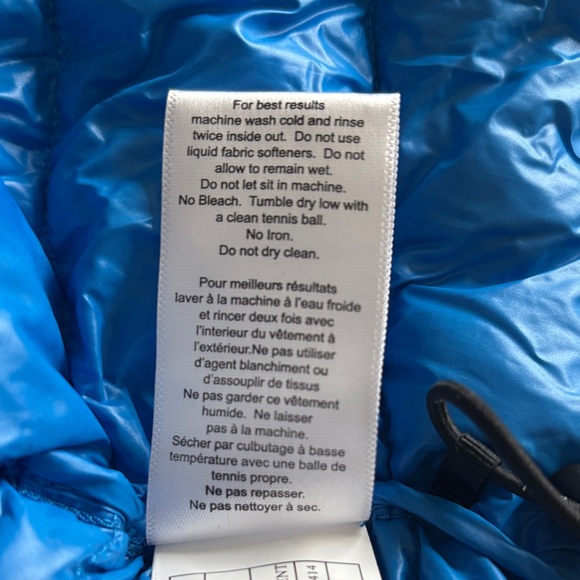 For best results
machine wash cold and rinse
twice inside out. Do not use
liquid fabric softeners. Do not
allow to remain wet.
Do not let sit in machine.
No Bleach. Tumble dry low with
a clean tennis ball.
No Iron.
Do not dry clean.
Pour meilleurs résultats
laver à la machine à l'eau froide
et rincer deux fois avec
l'interieur du vêtement à
l'extérieur.Ne pas utiliser
d'agent blanchiment ou
d'assouplir de tissus
Ne pas garder ce vêtement
humide. Ne laisser
pas à la machine.
Sécher par culbutage à basse
température avec une balle de
tennis propre.
Ne pas repasser.
Ne pas nettoyer à sec.